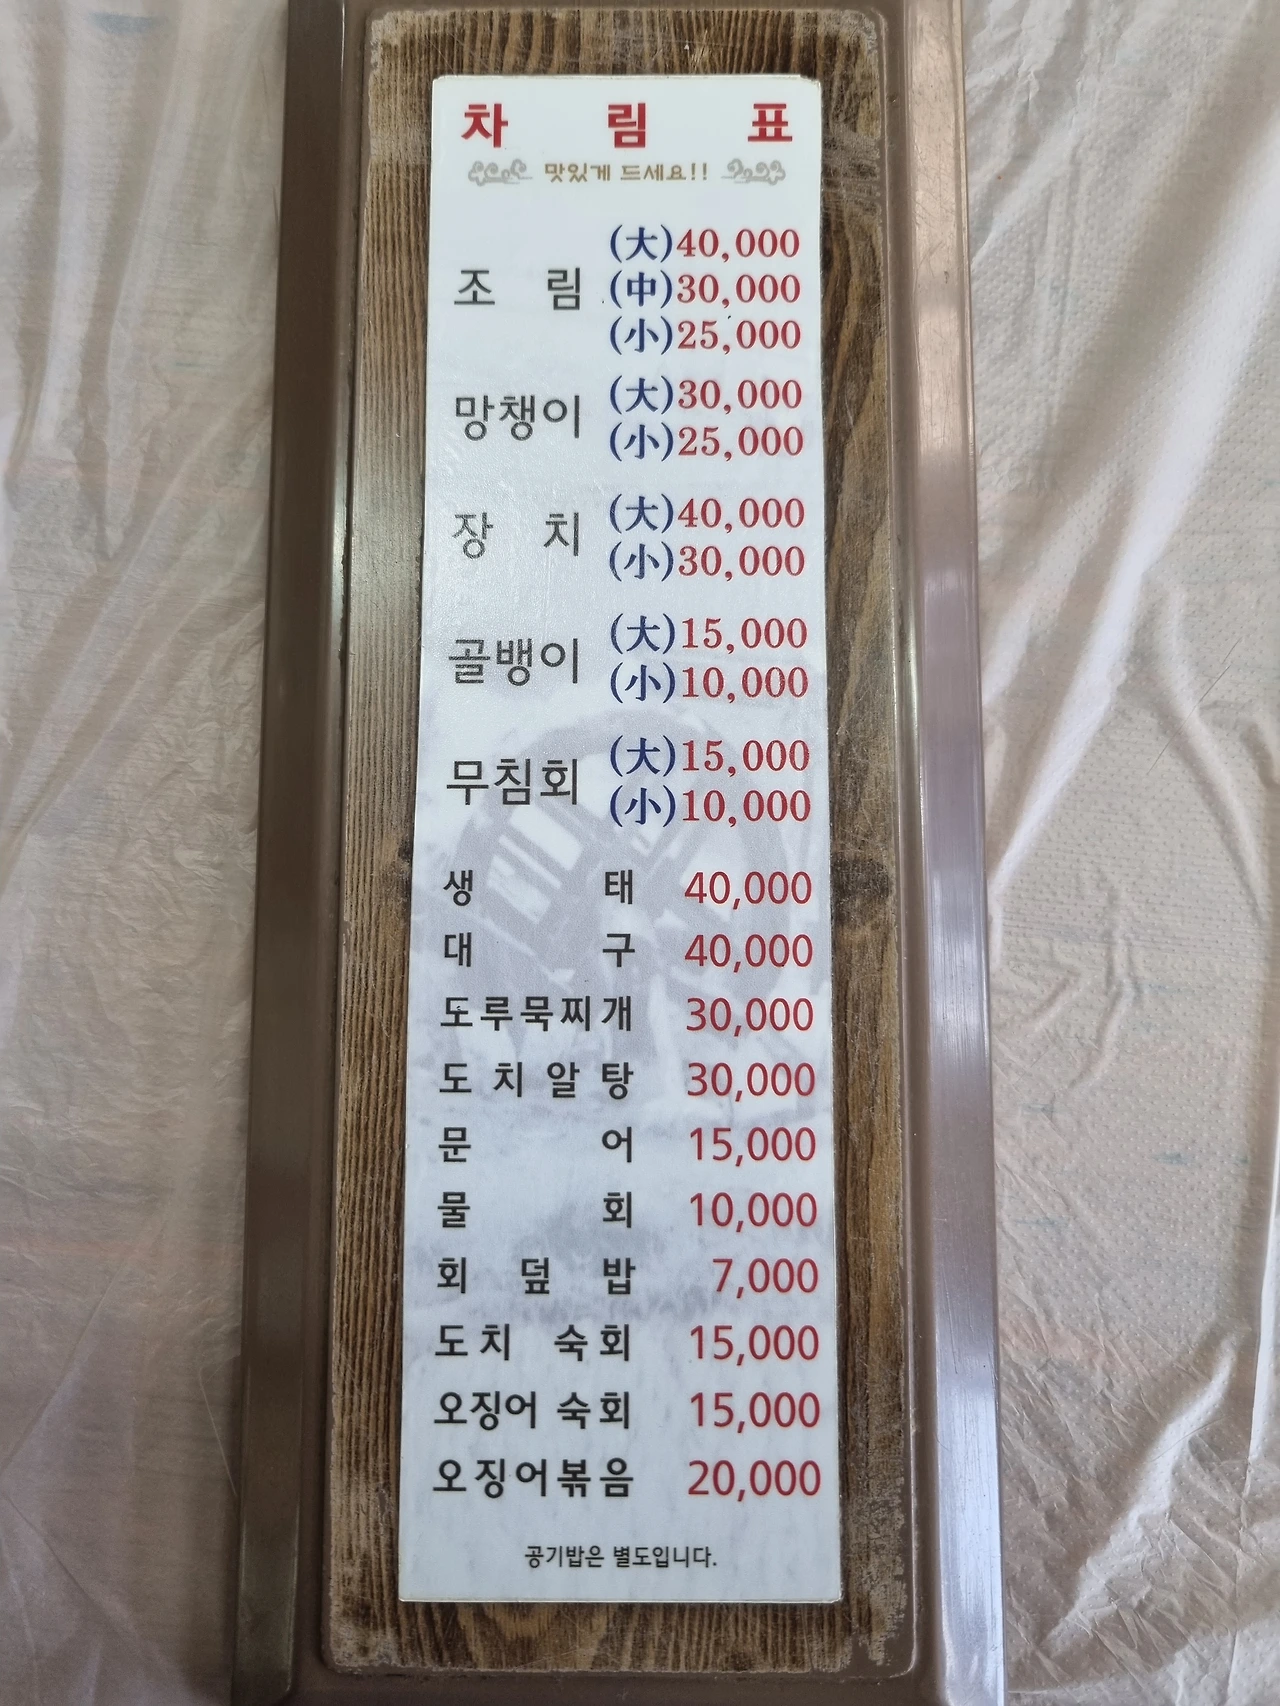 차 림 표
맛있게 드세요!!
조 림 (大)40,000
(中)30,000
(小)25,000
망챙이 (大)30,000
(小)25,000
장 치 (大)40,000
(小)30,000
골뱅이 (大)15,000
(小)10,000
무침회 (大)15,000
(小)10,000
생 태 40,000
대 구 40,000
도루묵찌개 30,000
도 치 알 탕 30,000
문 어 15,000
물 회 10,000
회 덮 밥 7,000
도치 숙회 15,000
오징어 숙회 15,000
오징어볶음 20,000
공기밥은 별도입니다.